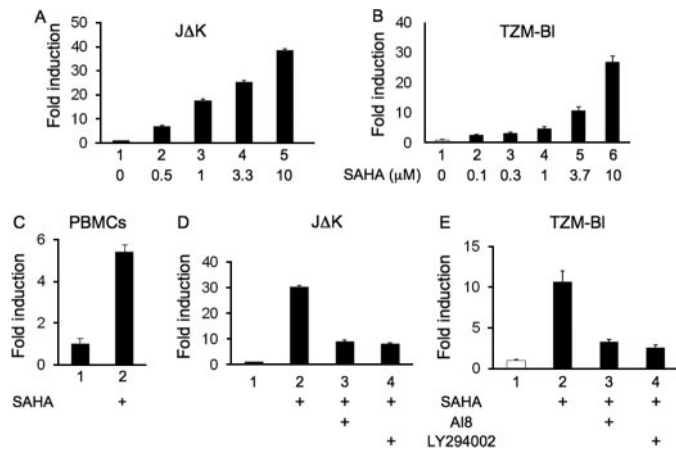 A
JΔK
Fold induction
50
40
30
20
10
0
1 2 3 4 5
0 0.5 1 3.3 10
B
TZM-Bl
Fold induction
40
30
20
10
0
1 2 3 4 5 6
SAHA (μM) 0 0.1 0.3 1 3.7 10
C
PBMCs
Fold induction
6
4
2
0
1 2
SAHA +
D
JΔK
Fold induction
40
30
20
10
0
1 2 3 4
+ + +
+
+
E
TZM-Bl
Fold induction
15
10
5
0
1 2 3 4
SAHA + + +
AI8 +
LY294002 +